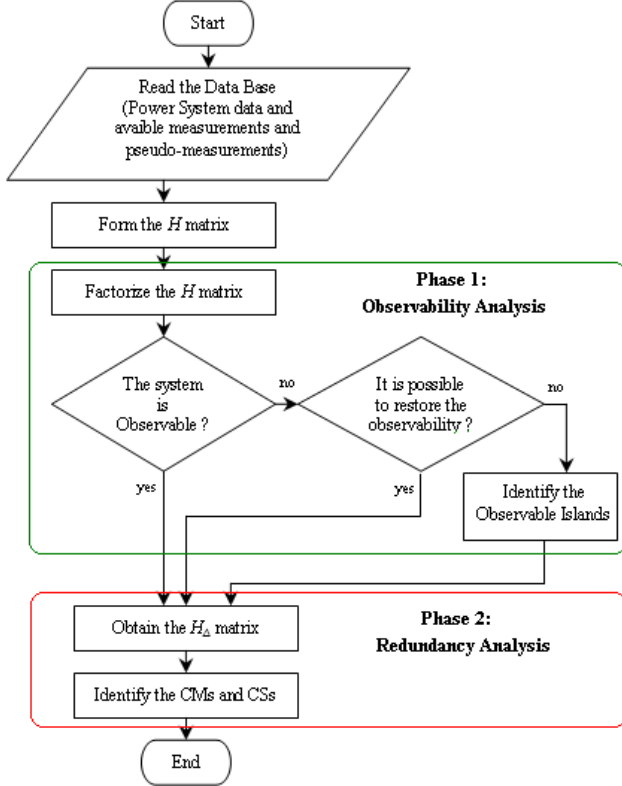 Start
Read the Data Base
(Power System data and
avaible measurements and
pseudo-measurements)
Form the H matrix
Factorize the H matrix
Phase 1:
Observability Analysis
The system
is
Observable ?
no
It is possible
to restore the
observability ?
no
yes
yes
Identify the
Observable Islands
Obtain the HΔ matrix
Phase 2:
Redundancy Analysis
Identify the CMs and CSs
End